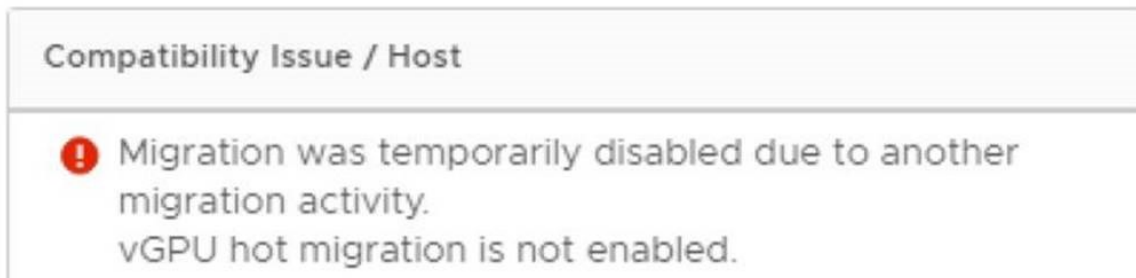 Compatibility Issue / Host
Migration was temporarily disabled due to another
migration activity.
vGPU hot migration is not enabled.